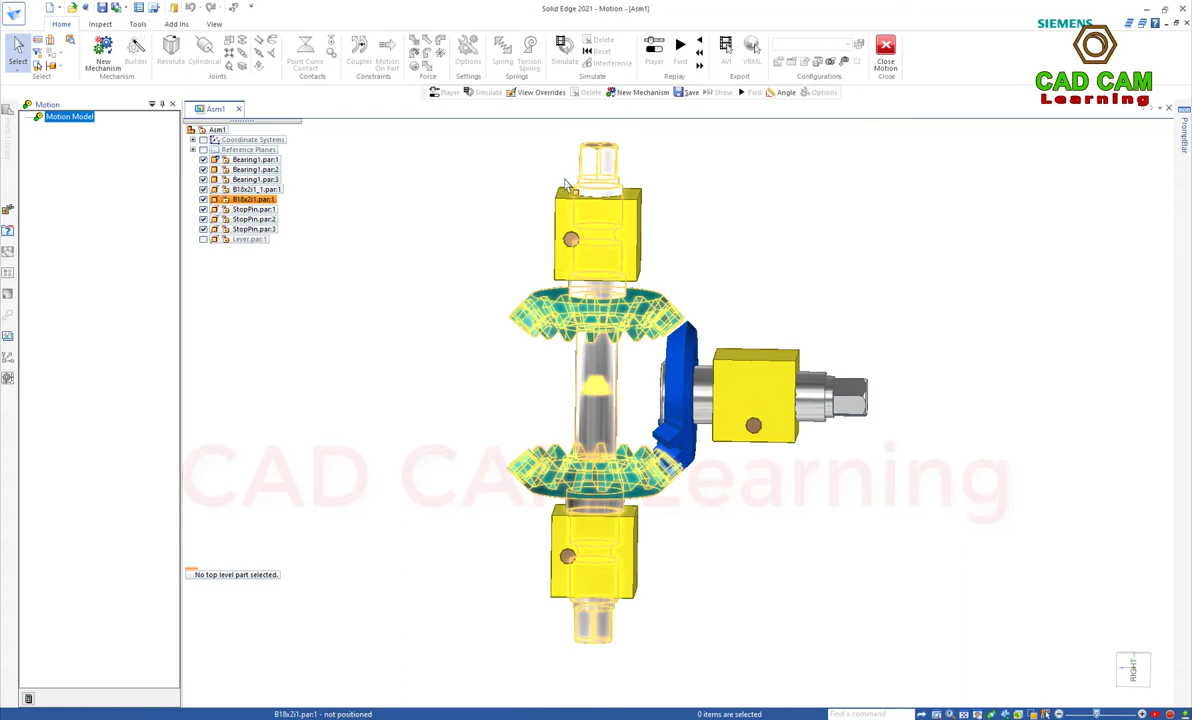 Solid Edge 2021 - Motion - [Asm1]
Home
Inspect
Tools
Add Ins
View
SIEMENS
Select
Select
New Mechanism
Builder
Mechanism
Revolute
Cylindrical
Joints
Point Curve Contact
Contacts
Coupler
Motion On Part
Constraints
Force
Options
Settings
Spring
Torsion Spring
Springs
Simulate
Delete
Reset
Interference
Simulate
Player
Fwd
Replay
AVI
VRML
Export
Configurations
Close Motion
Close
CAD CAM
Learning
Player
Simulate
View Overrides
Delete
New Mechanism
Save
Show
Fwd
Angle
Options
Motion
Motion Model
Asm1
Asm1
Coordinate Systems
Reference Planes
Bearing1.par:1
Bearing1.par:2
Bearing1.par:3
B18x2i1_1.par:1
B18x2i1.par:1
StopPin.par:1
StopPin.par:2
StopPin.par:3
Lever.par:1
Parts Library
PromptBar
CAD CAM Learning
No top level part selected.
RIGHT
B18x2i1.par:1 - not positioned
0 items are selected
Find a command